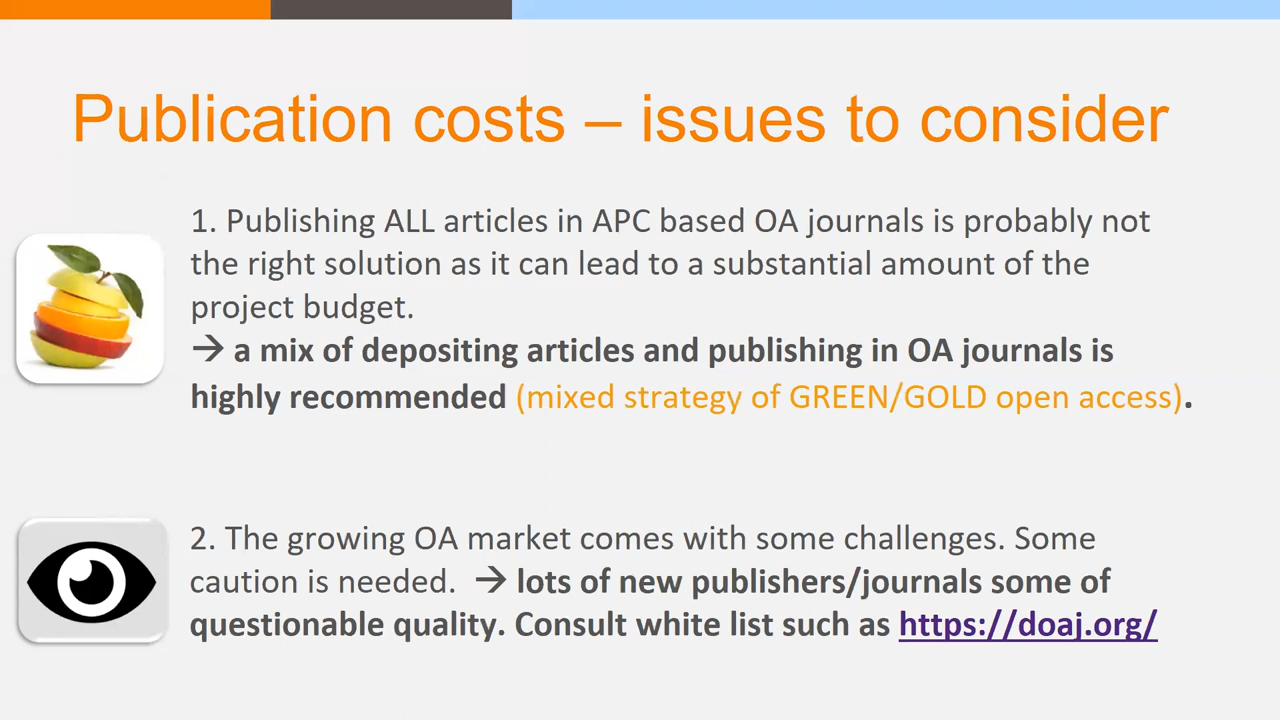 Publication costs – issues to consider
1. Publishing ALL articles in APC based OA journals is probably not
the right solution as it can lead to a substantial amount of the
project budget.
→ a mix of depositing articles and publishing in OA journals is
highly recommended (mixed strategy of GREEN/GOLD open access).
2. The growing OA market comes with some challenges. Some
caution is needed. → lots of new publishers/journals some of
questionable quality. Consult white list such as https://doaj.org/